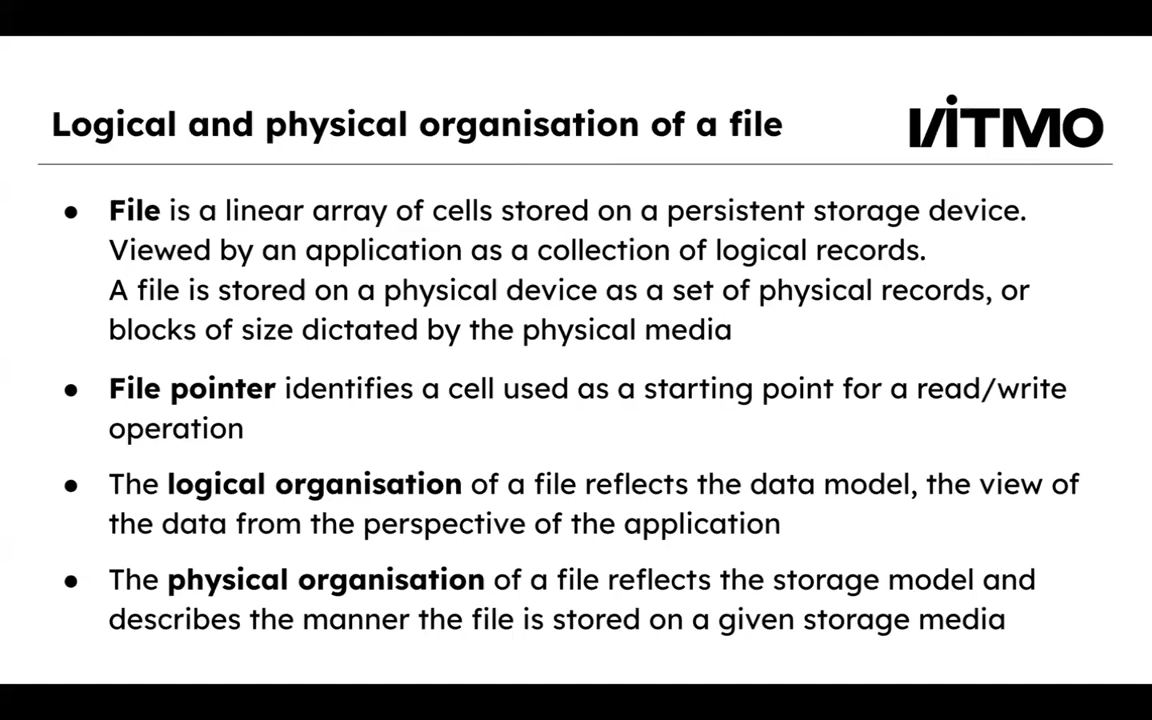 Logical and physical organisation of a file
ITMO
● File is a linear array of cells stored on a persistent storage device.
Viewed by an application as a collection of logical records.
A file is stored on a physical device as a set of physical records, or
blocks of size dictated by the physical media
● File pointer identifies a cell used as a starting point for a read/write
operation
● The logical organisation of a file reflects the data model, the view of
the data from the perspective of the application
● The physical organisation of a file reflects the storage model and
describes the manner the file is stored on a given storage media